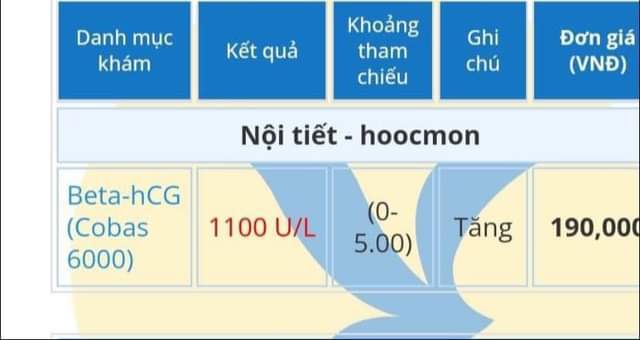 Danh mục
khám
Kết quả
Khoảng
tham
chiếu
Ghi
chú
Đơn giá
(VNĐ)
Nội tiết - hoocmon
Beta-hCG
(Cobas
6000)
1100 U/L
(0-
5.00)
Tăng
190,000